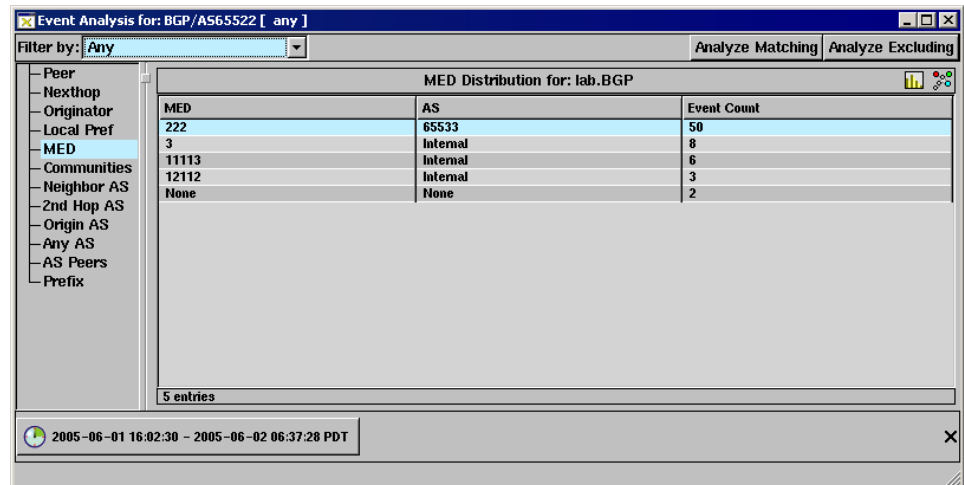 Event Analysis for: BGP/AS65522 [ any ]
Filter by: Any Analyze Matching Analyze Excluding
Peer
Nexthop
Originator
Local Pref
MED
Communities
Neighbor AS
2nd Hop AS
Origin AS
Any AS
AS Peers
Prefix
MED Distribution for: lab.BGP
MED AS Event Count
222 65533 50
3 Internal 8
11113 Internal 6
12112 Internal 3
None None 2
5 entries
2005-06-01 16:02:30 - 2005-06-02 06:37:28 PDT